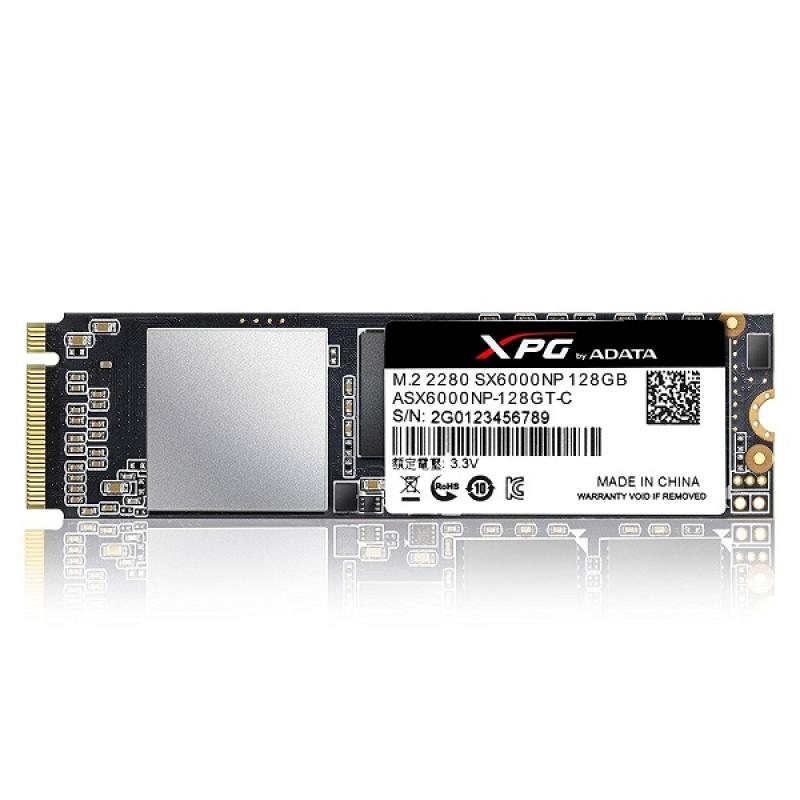 XPG by ADATA
M.2 2280 SX6000NP 128GB
ASX6000NP-128GT-C
S/N: 2G0123456789
額定電壓: 3.3V
RoHS
10
MADE IN CHINA
WARRANTY VOID IF REMOVED